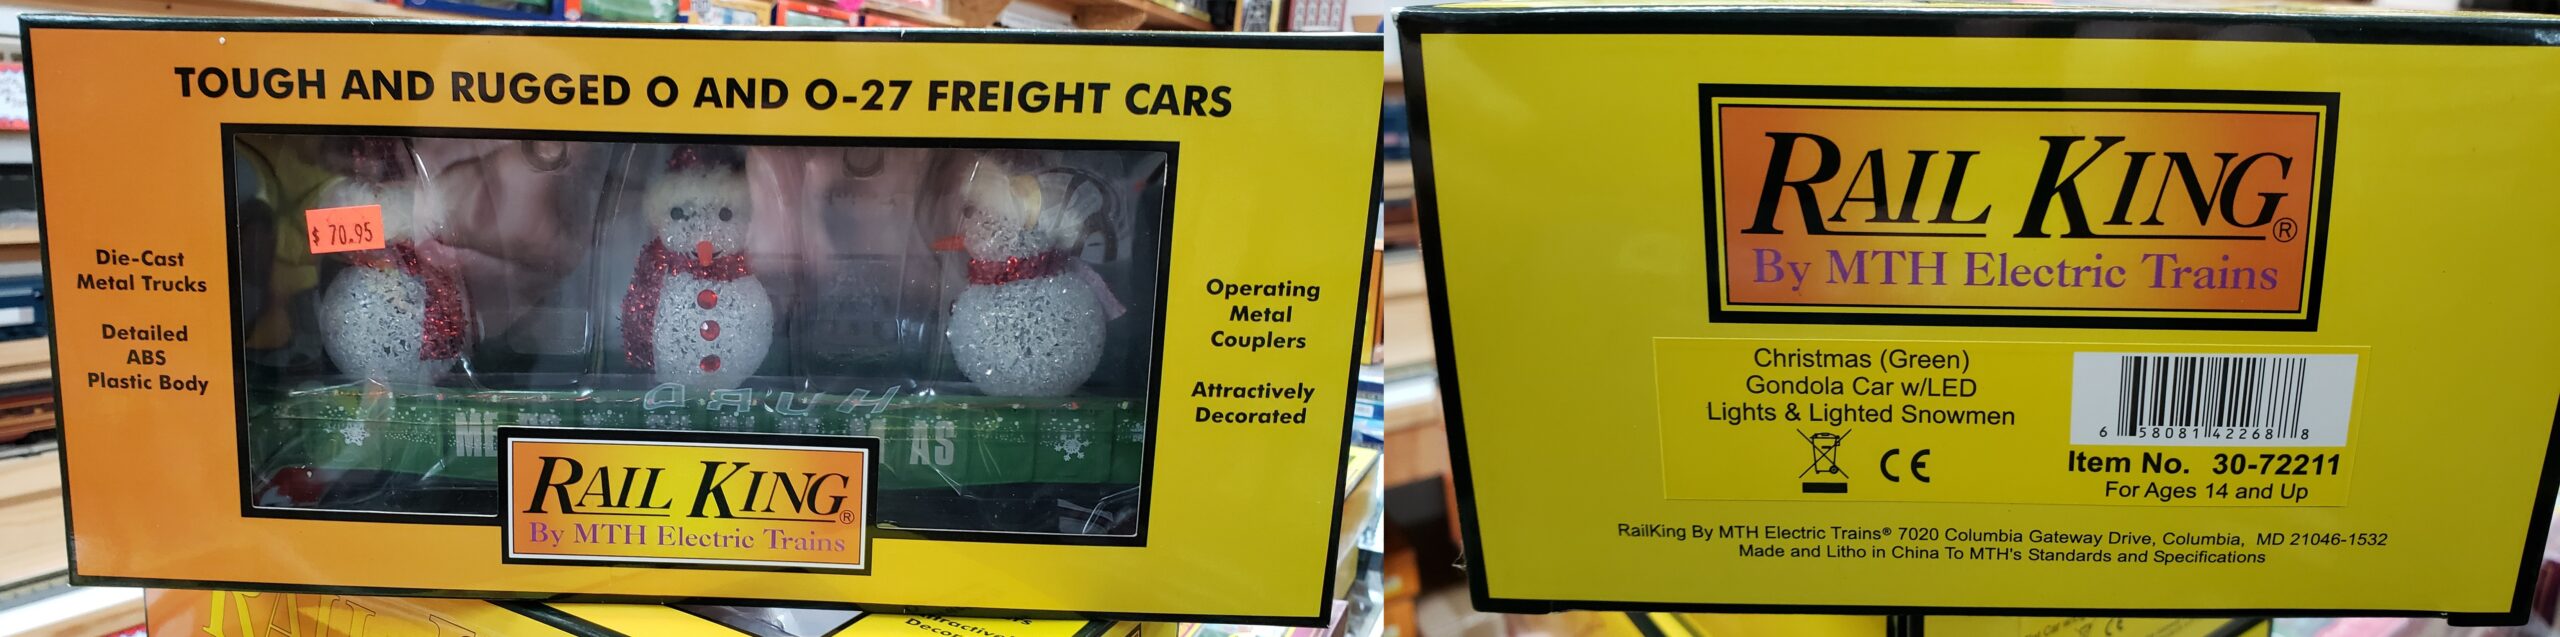 TOUGH AND RUGGED O AND O-27 FREIGHT CARS
$ 70.95
Die-Cast
Metal Trucks
Detailed
ABS
Plastic Body
Operating
Metal
Couplers
Attractively
Decorated
AS
RAIL KING®
By MTH Electric Trains
RAIL KING®
By MTH Electric Trains
Christmas (Green)
Gondola Car w/LED
Lights & Lighted Snowmen
CE
6 58081 42268 8
Item No. 30-72211
For Ages 14 and Up
RailKing By MTH Electric Trains® 7020 Columbia Gateway Drive, Columbia, MD 21046-1532
Made and Litho in China To MTH's Standards and Specifications